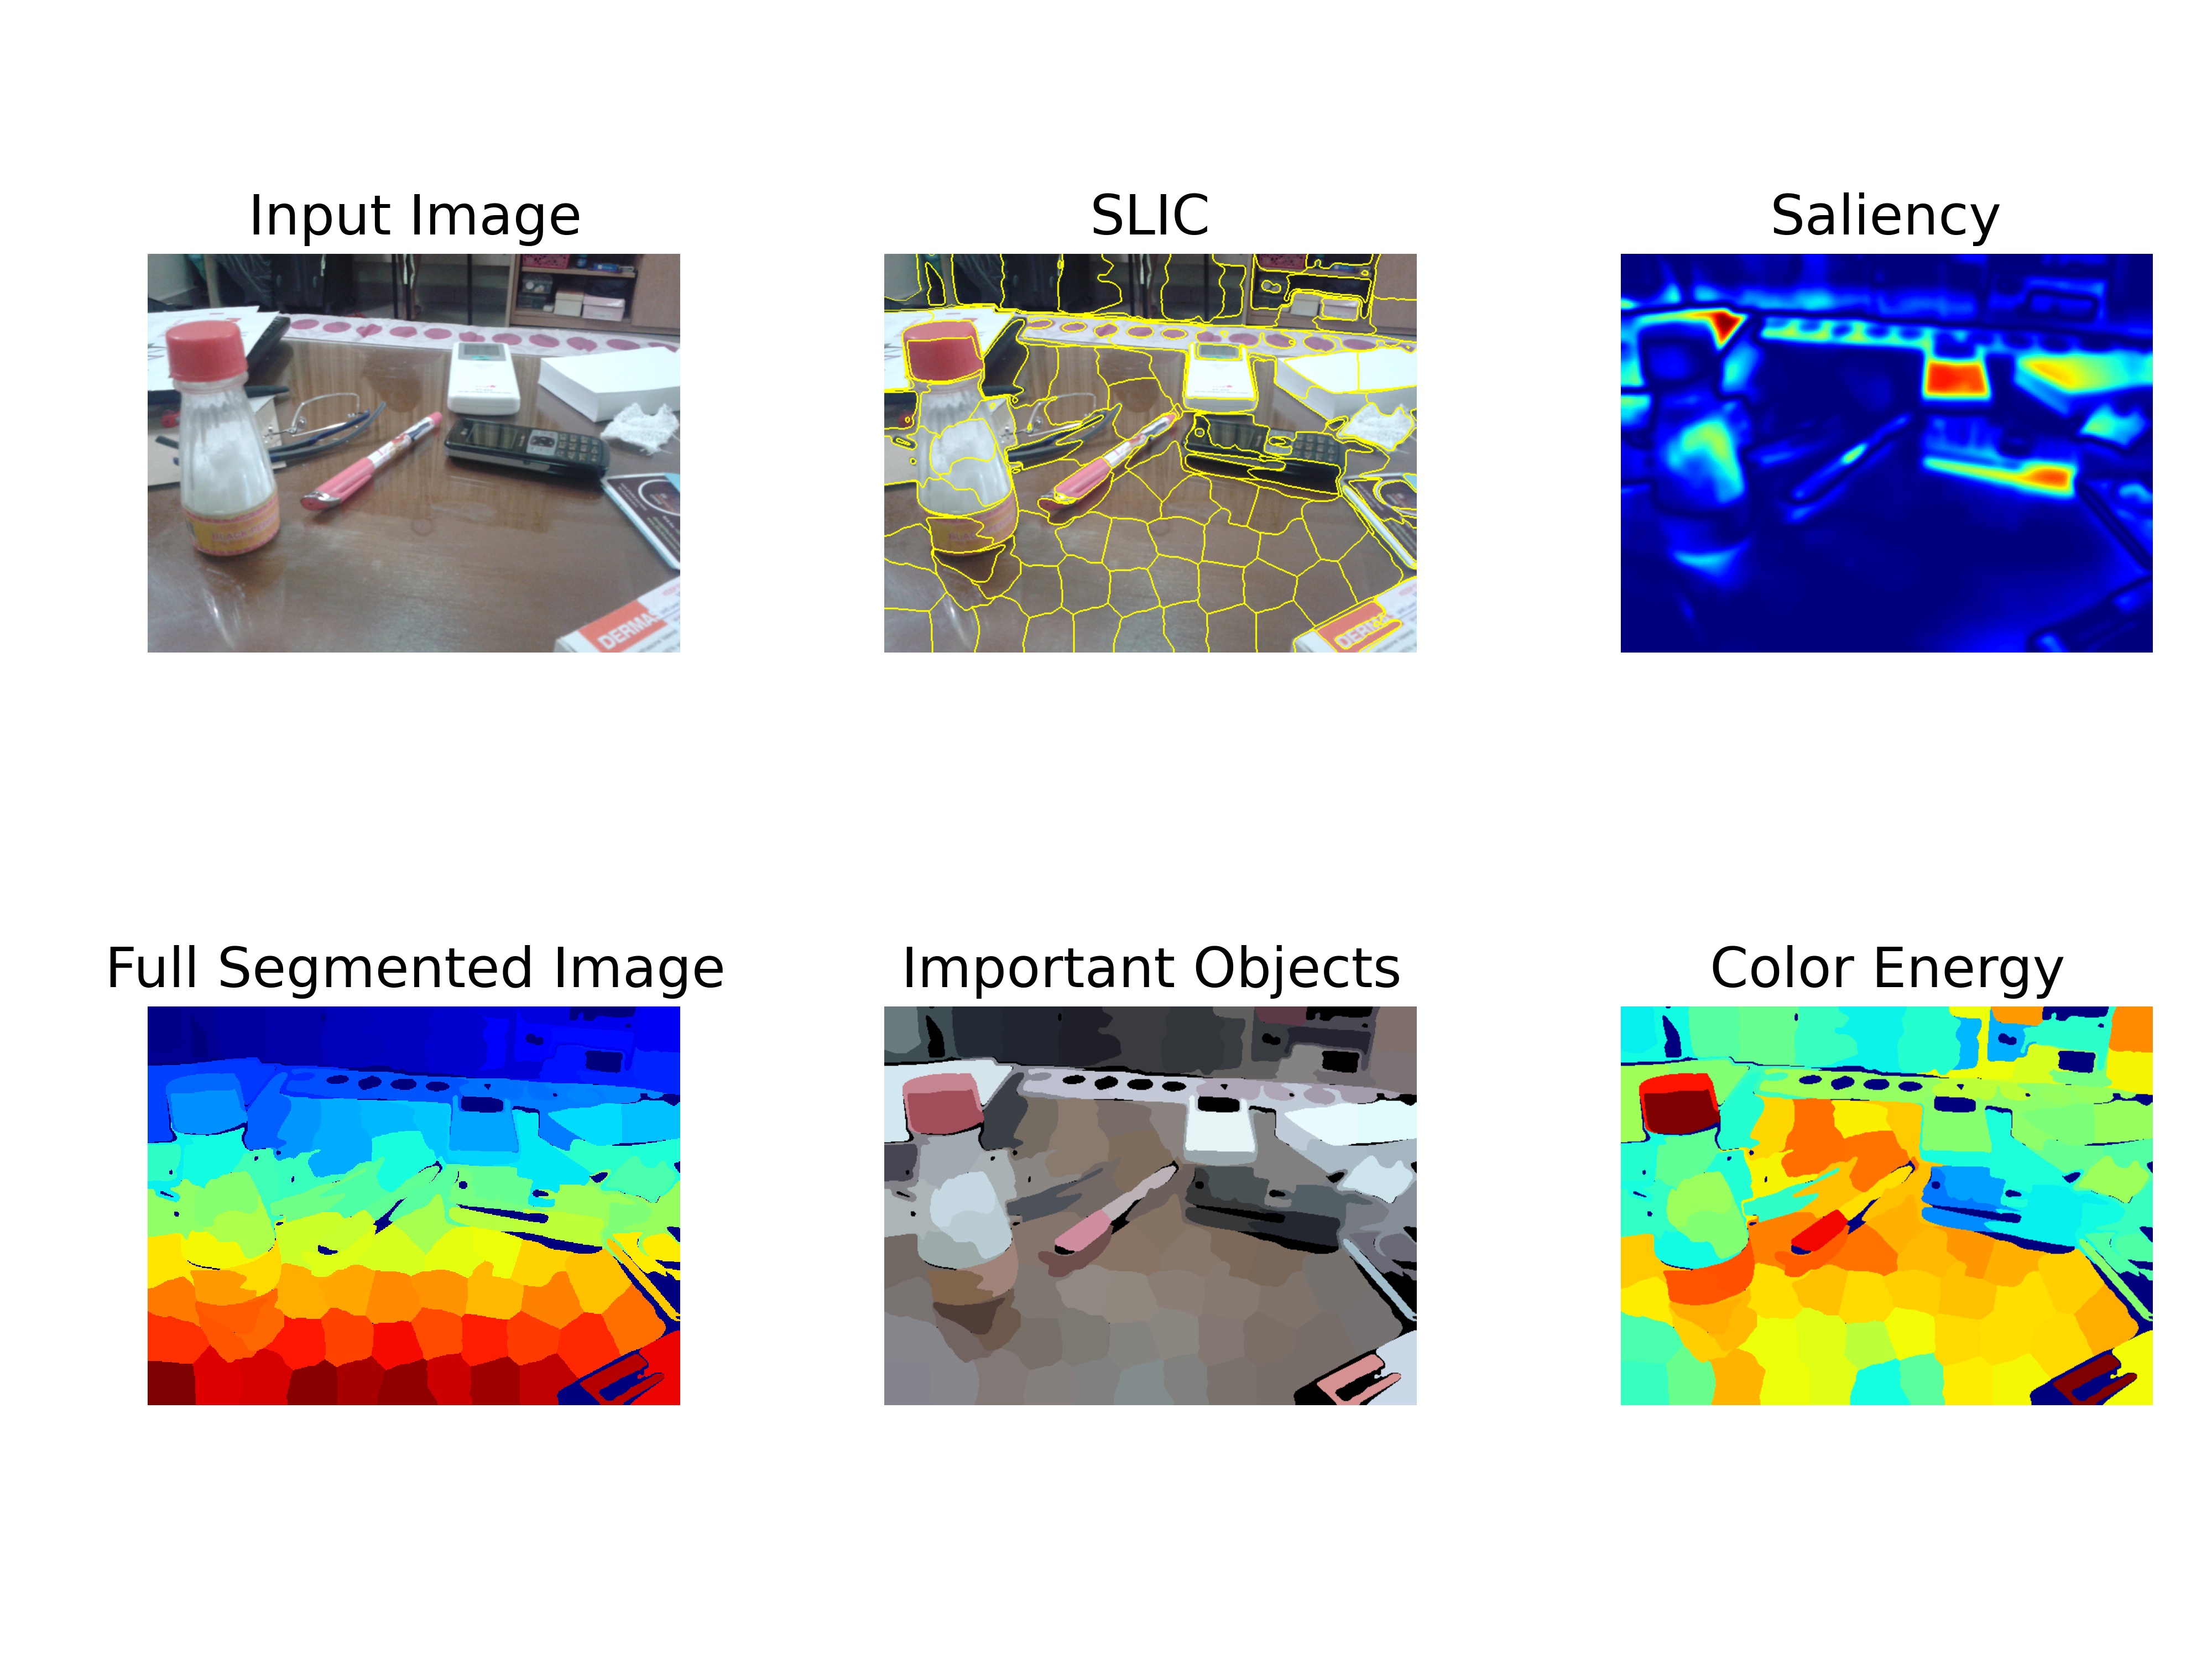 Input Image
SLIC
Saliency
DERMA
Full Segmented Image
Important Objects
Color Energy